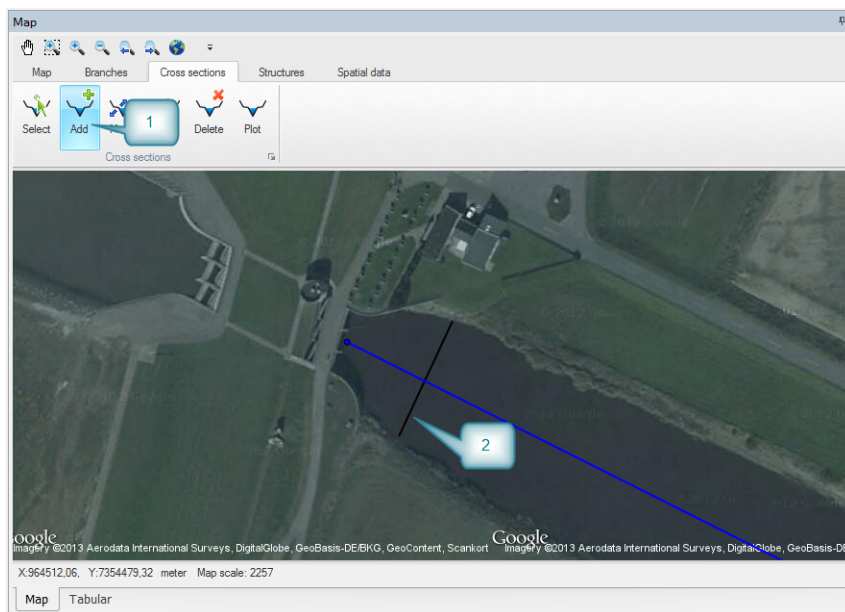 Map
Map Branches Cross sections Structures Spatial data
1
Select Add Delete Plot
Cross sections
2
Google Google
Imagery ©2013 Aerodata International Surveys, DigitalGlobe, GeoBasis-DE/BKG, GeoContent, Scankort Imagery ©2013 Aerodata International Surveys, DigitalGlobe, GeoBasis-DE
X:964512,06, Y:7354479,32 meter Map scale: 2257
Map Tabular